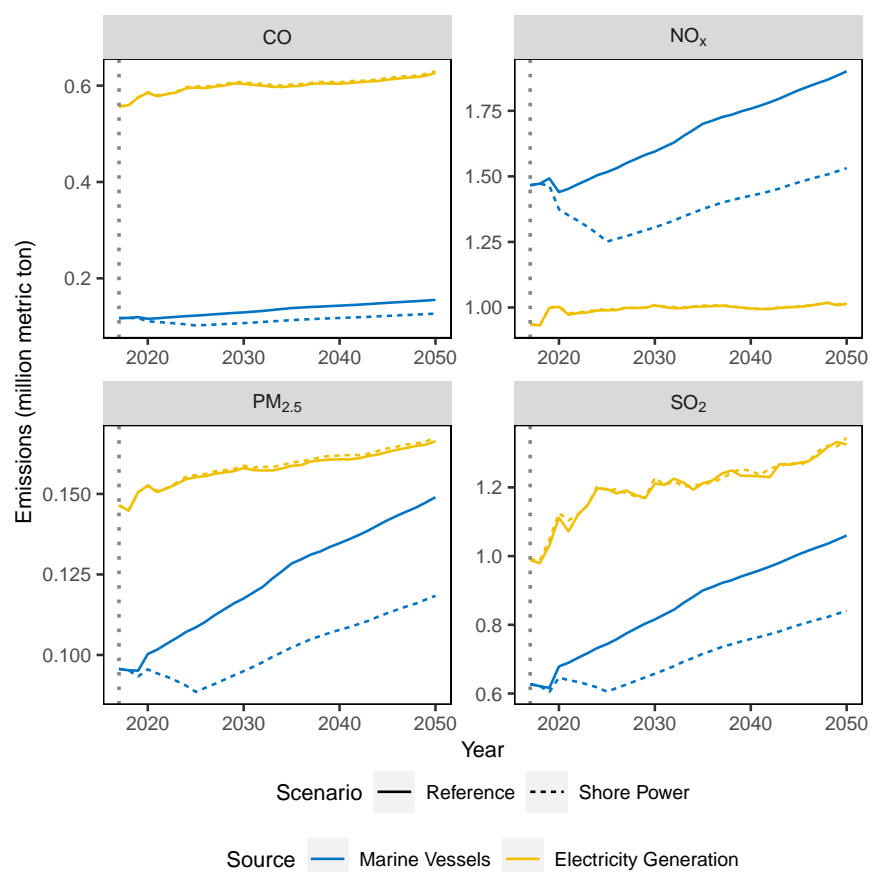 CO
NOx
0.6
0.4
0.2
1.75
1.50
1.25
1.00
2020 2030 2040 2050
2020 2030 2040 2050
PM2.5
SO2
0.150
0.125
0.100
1.2
1.0
0.8
0.6
2020 2030 2040 2050
2020 2030 2040 2050
Emissions (million metric ton)
Year
Scenario Reference Shore Power
Source Marine Vessels Electricity Generation